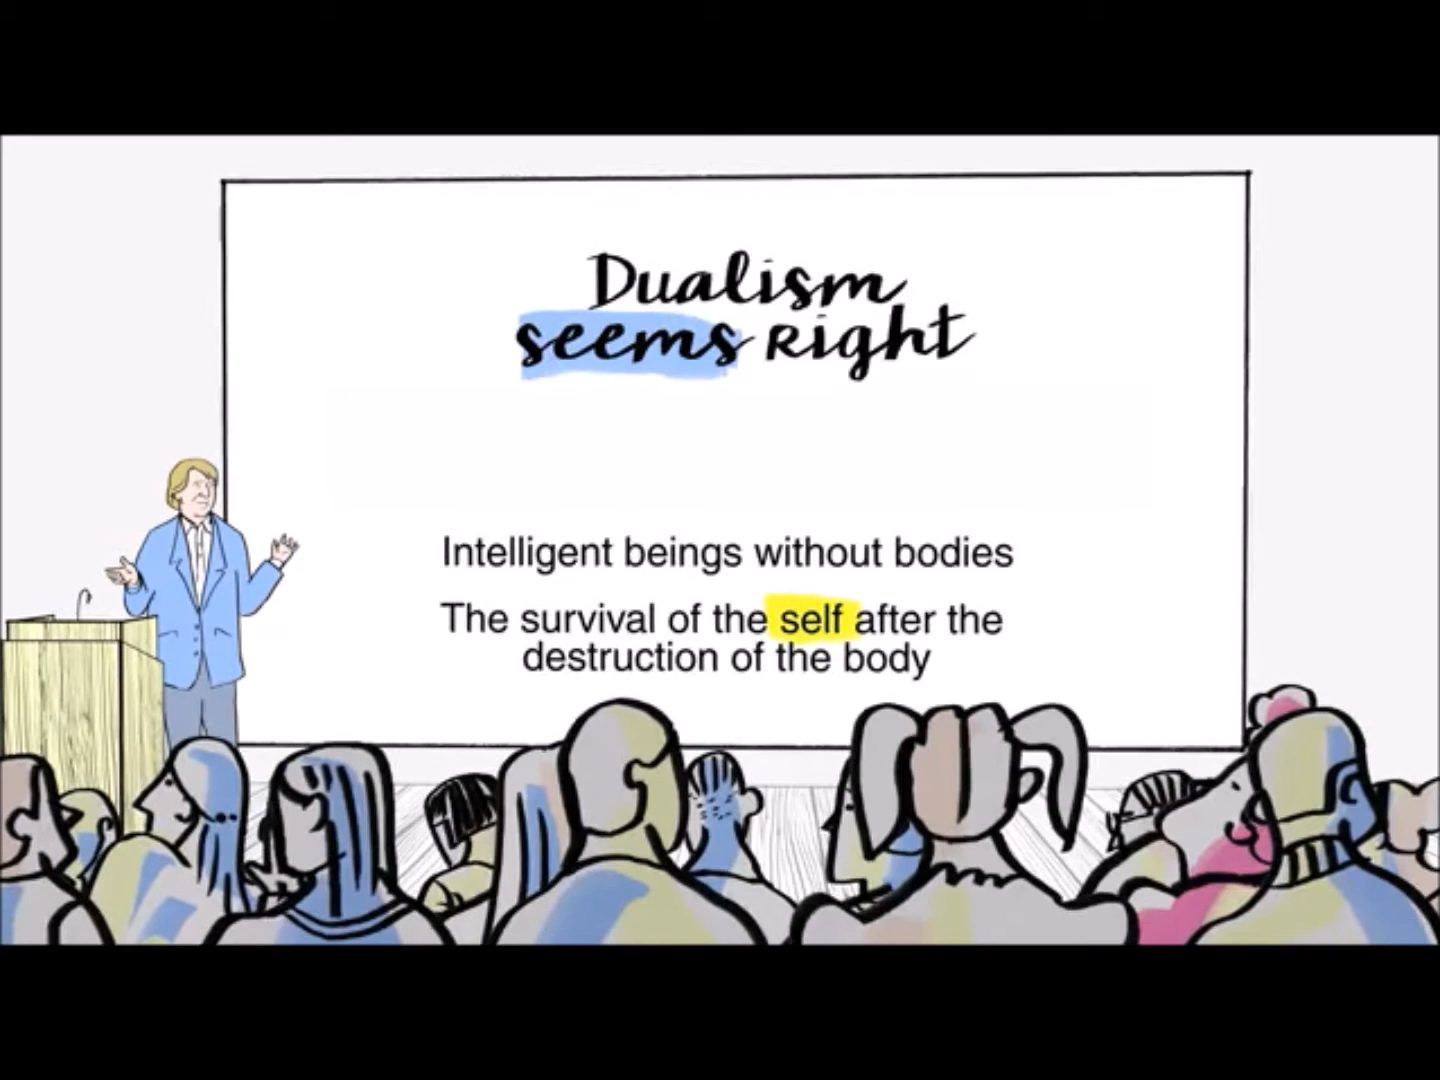 Dualism
seems Right
Intelligent beings without bodies
The survival of the self after the
destruction of the body